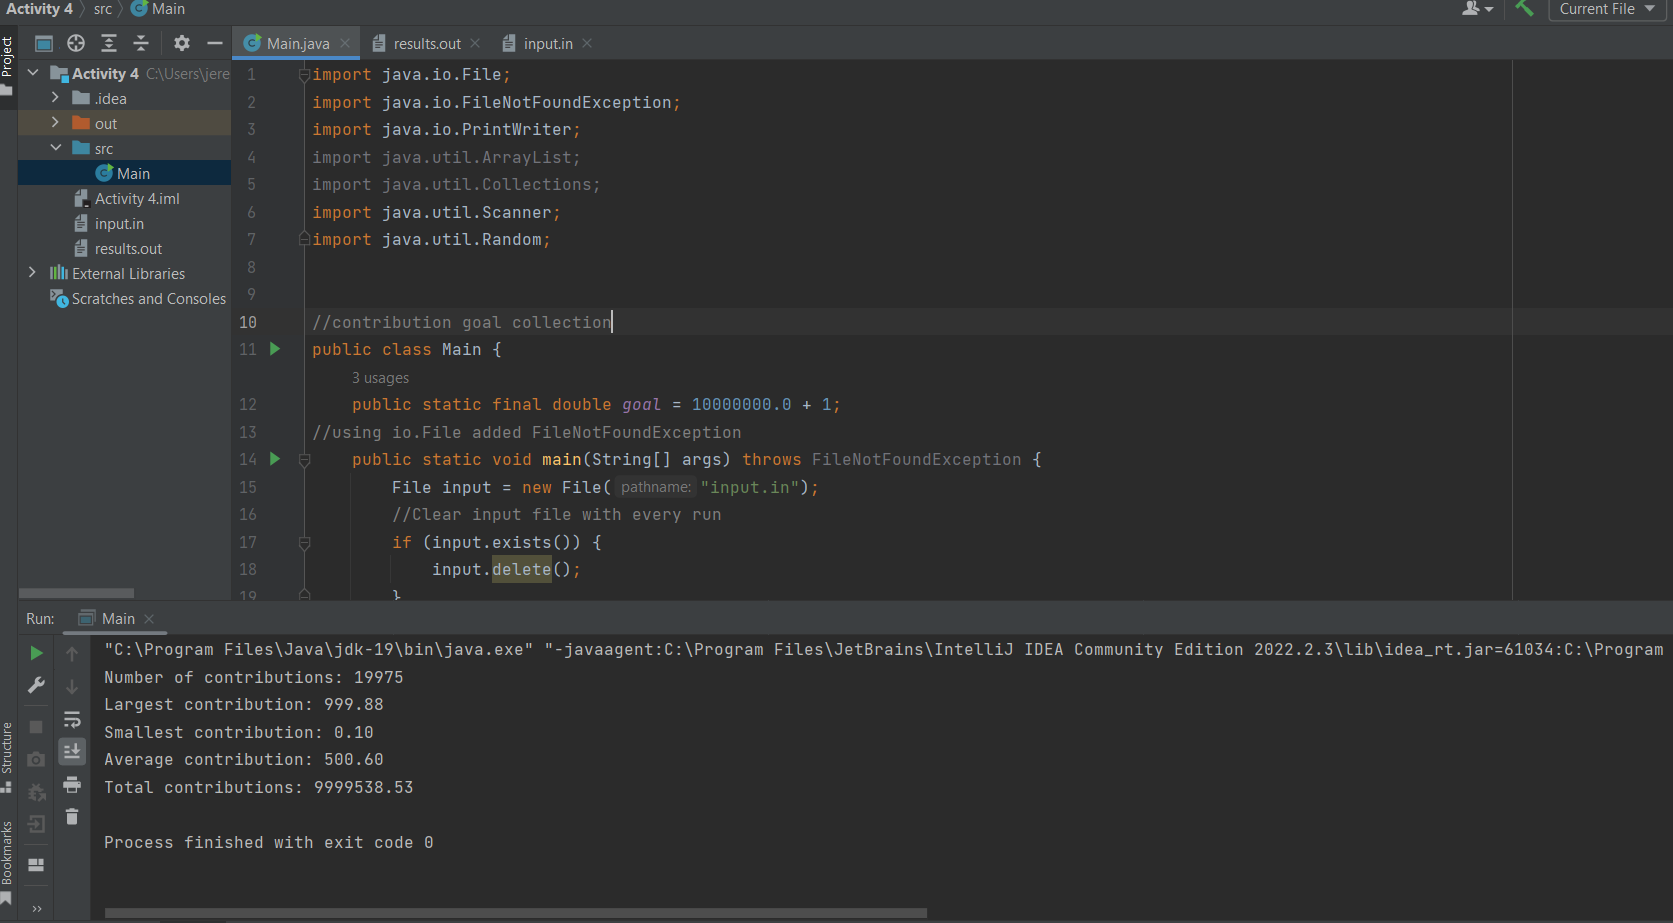 Activity 4 src Main
Current File
Project
Main.java results.out input.in
Activity 4 C:\Users\jere
.idea
out
src
Main
Activity 4.iml
input.in
results.out
External Libraries
Scratches and Consoles
1 import java.io.File;
2 import java.io.FileNotFoundException;
3 import java.io.PrintWriter;
4 import java.util.ArrayList;
5 import java.util.Collections;
6 import java.util.Scanner;
7 import java.util.Random;
8
9
10 //contribution goal collection
11 public class Main {
3 usages
12 public static final double goal = 10000000.0 + 1;
13 //using io.File added FileNotFoundException
14 public static void main(String[] args) throws FileNotFoundException {
15 File input = new File( pathname: "input.in");
16 //Clear input file with every run
17 if (input.exists()) {
18 input.delete();
19 }
Run: Main
"C:\Program Files\Java\jdk-19\bin\java.exe" "-javaagent:C:\Program Files\JetBrains\IntelliJ IDEA Community Edition 2022.2.3\lib\idea_rt.jar=61034:C:\Program
Number of contributions: 19975
Largest contribution: 999.88
Smallest contribution: 0.10
Average contribution: 500.60
Total contributions: 9999538.53
Process finished with exit code 0
Structure
Bookmarks